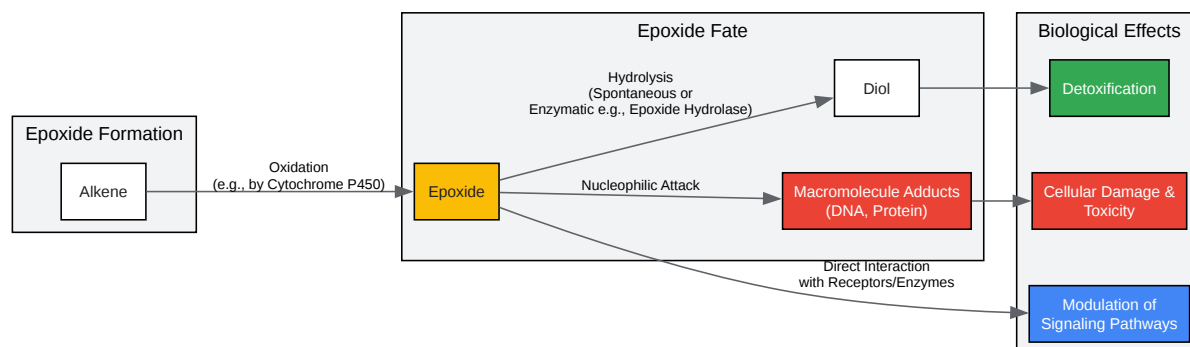 Epoxide Formation
Alkene
Oxidation
(e.g., by Cytochrome P450)
Epoxide Fate
Epoxide
Hydrolysis
(Spontaneous or
Enzymatic e.g., Epoxide Hydrolase)
Diol
Nucleophilic Attack
Macromolecule Adducts
(DNA, Protein)
Direct Interaction
with Receptors/Enzymes
Biological Effects
Detoxification
Cellular Damage &
Toxicity
Modulation of
Signaling Pathways